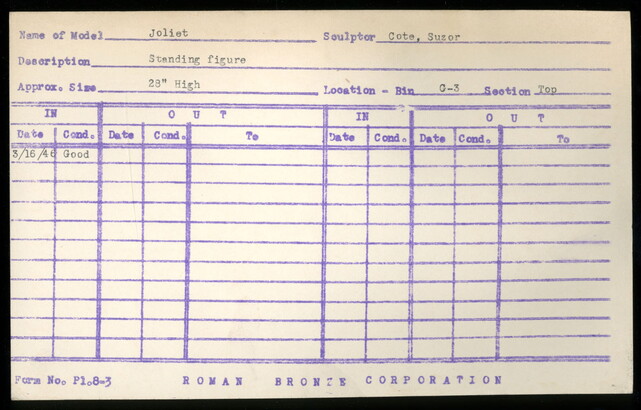 Name of Model Joliet Sculptor Cote, Suzor
Description Standing figure
Approx. Size 28" High Location - Bin C-3 Section Top
IN OUT IN OUT
Date Cond. Date Cond. To Date Cond. Date Cond. To
3/16/46 Good
Form No. Pl.8-3 ROMAN BRONZE CORPORATION